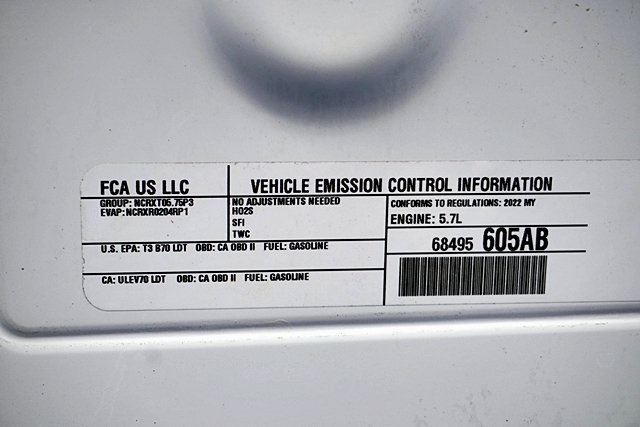 FCA US LLC
VEHICLE EMISSION CONTROL INFORMATION
GROUP: NCRXT05.75P3
EVAP: NCRXR0204RP1
NO ADJUSTMENTS NEEDED
HO2S
SFI
TWC
CONFORMS TO REGULATIONS: 2022 MY
ENGINE: 5.7L
U.S. EPA: T3 B70 LDT OBD: CA OBD II FUEL: GASOLINE
68495 605AB
CA: ULEV70 LDT OBD: CA OBD II FUEL: GASOLINE